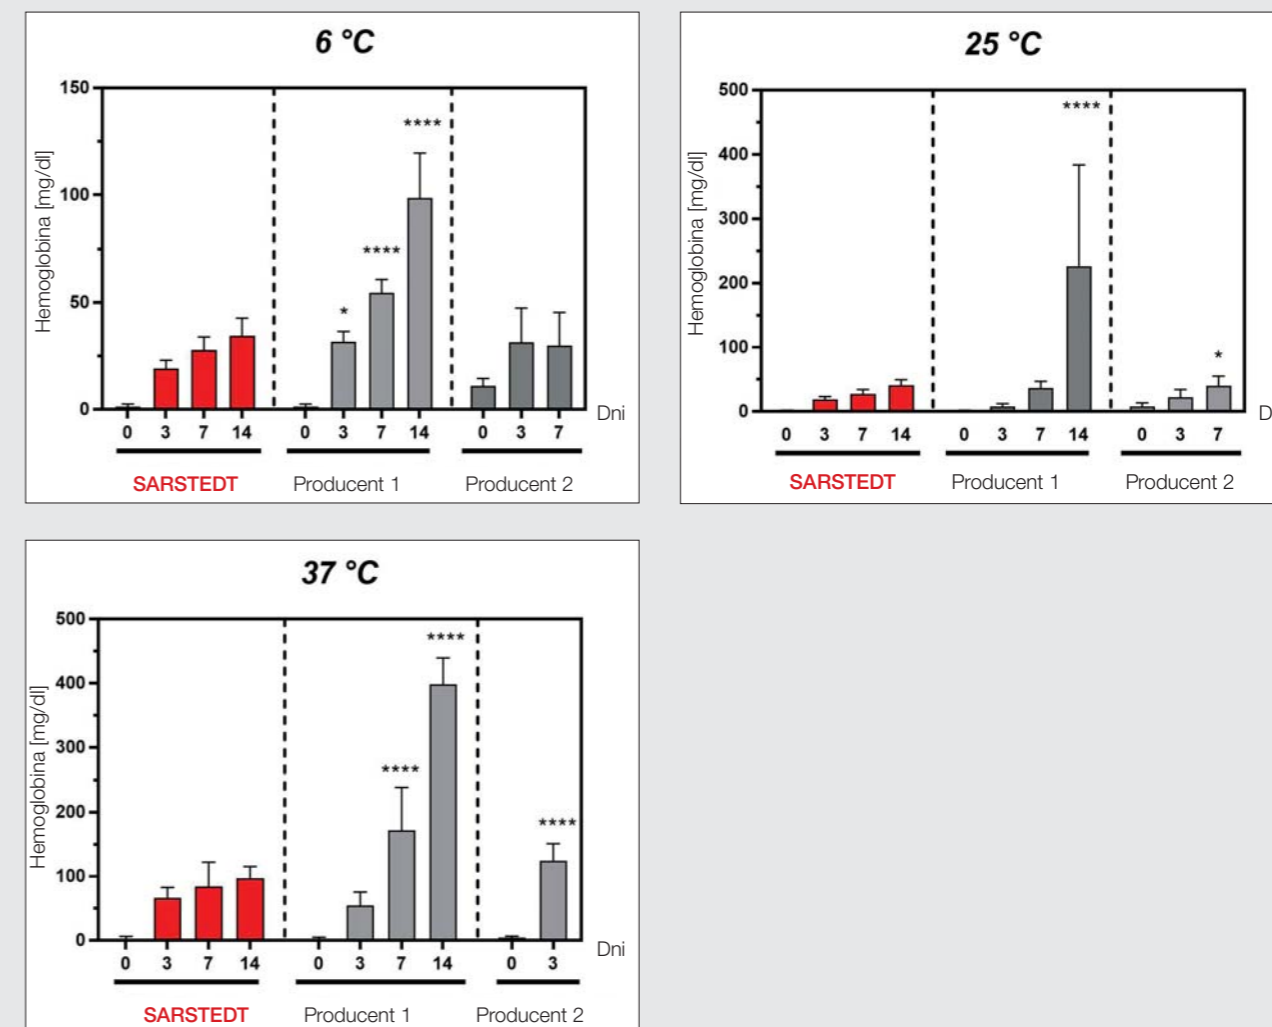 6 °C
Hemoglobina [mg/dl]
150
100
50
0
*
****
****
0 3 7 14 0 3 7 14 0 3 7
Dni
SARSTEDT Producent 1 Producent 2
25 °C
Hemoglobina [mg/dl]
500
400
300
200
100
0
****
*
0 3 7 14 0 3 7 14 0 3 7
D
SARSTEDT Producent 1 Producent 2
37 °C
Hemoglobina [mg/dl]
500
400
300
200
100
0
****
****
****
0 3 7 14 0 3 7 14 0 3
Dni
SARSTEDT Producent 1 Producent 2